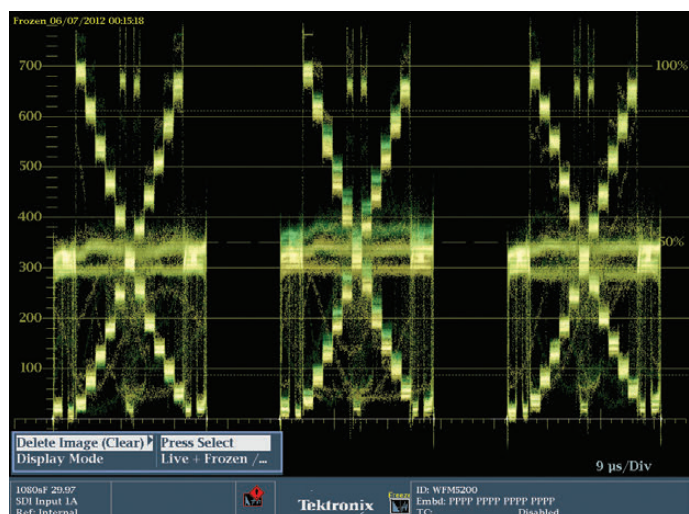 Frozen_06/07/2012 00:15:18
700
100%
600
500
400
50%
300
200
100
Delete Image (Clear) Press Select
Display Mode Live + Frozen /...
9 µs/Div
1080sF 29.97
SDI Input 1A
Ref: Internal
Tektronix
Freeze
ID: WFM5200
Embd: PPPP PPPP PPPP PPPP
TC: Disabled